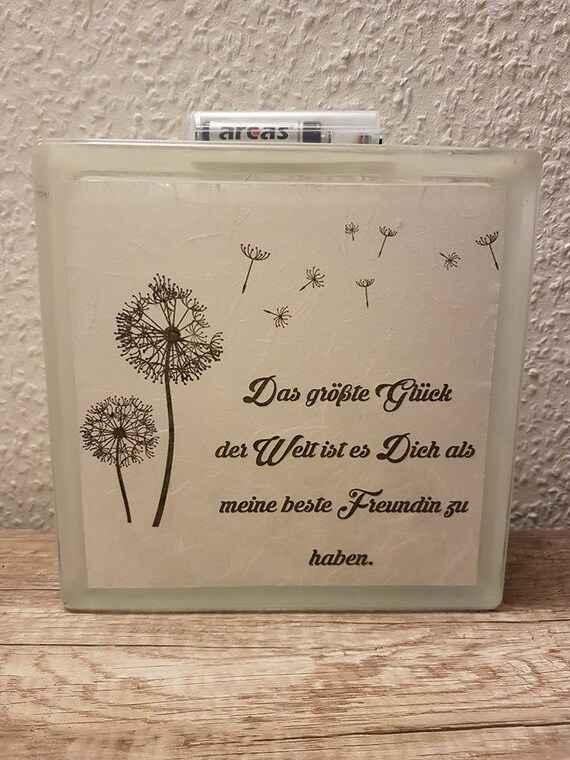 arcas
Das größte Glück
der Welt ist es Dich als
meine beste Freundin zu
haben.